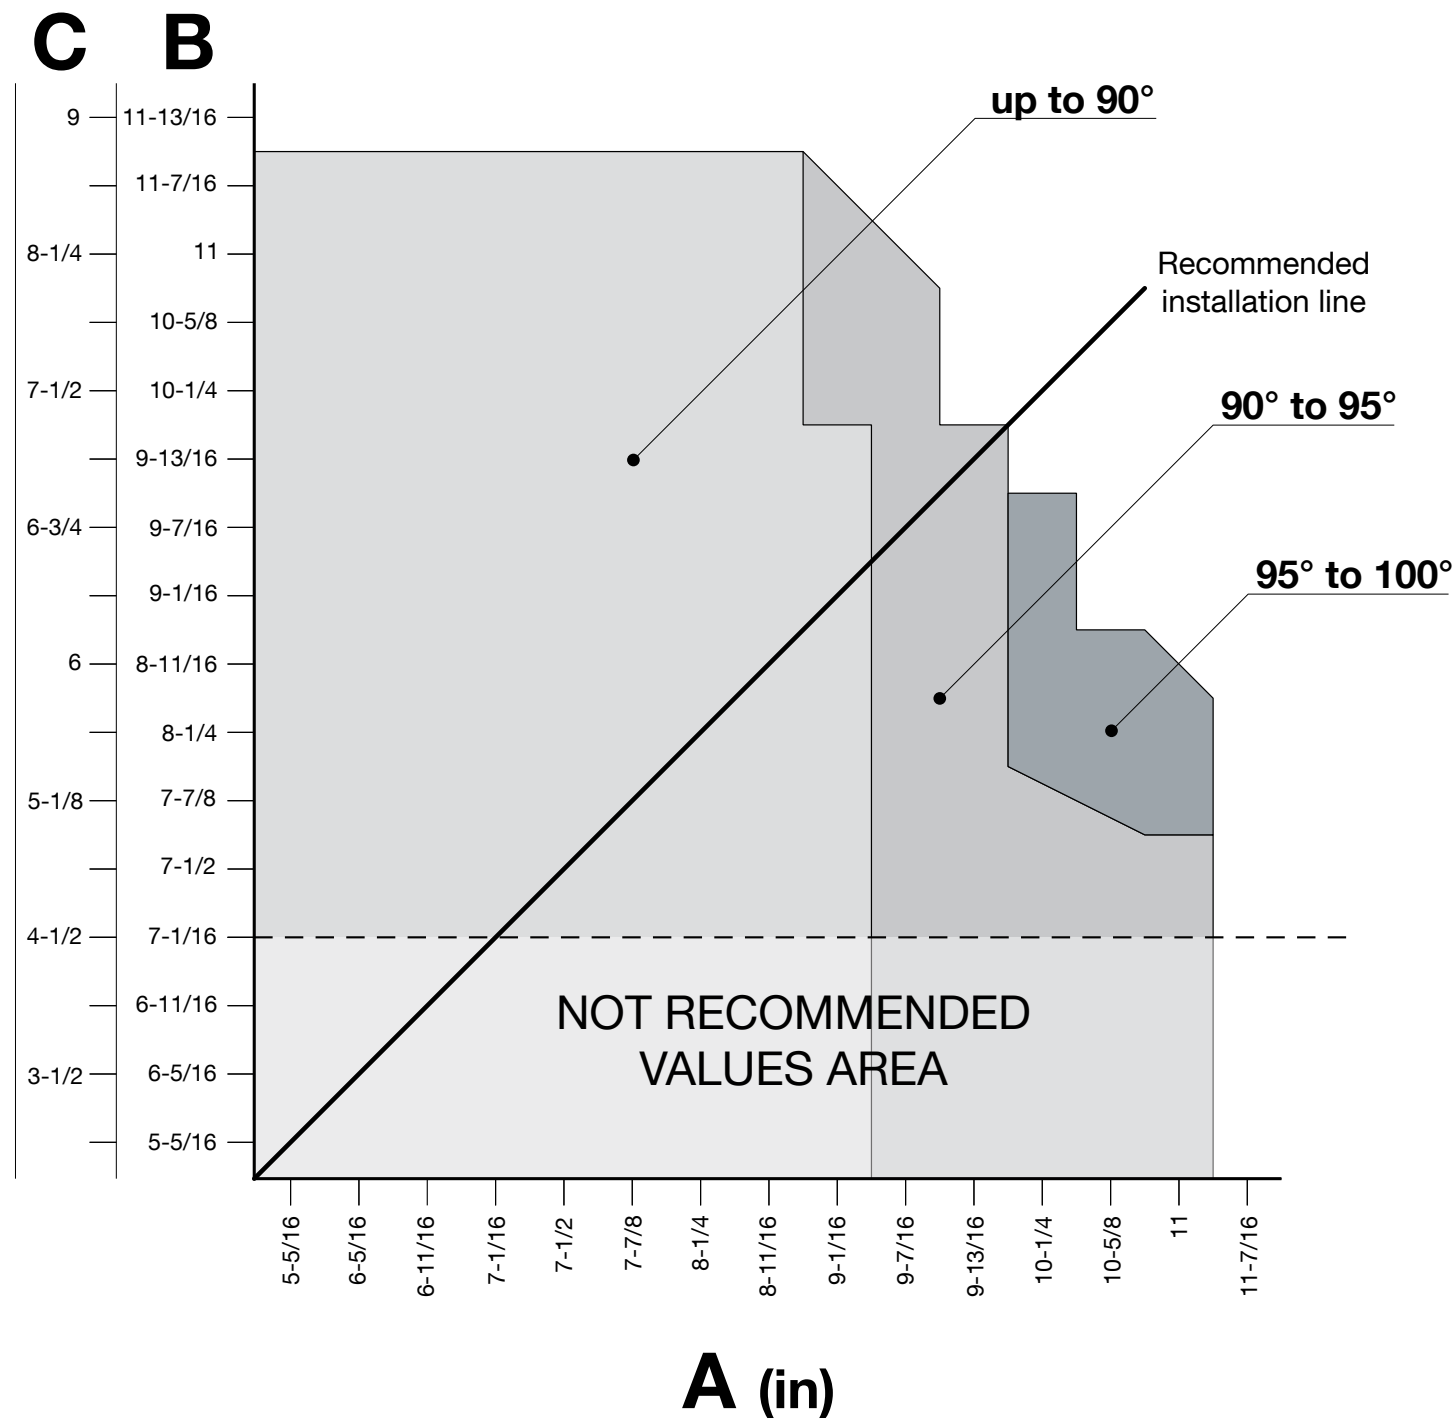 C B
up to 90°
9 11-13/16
11-7/16
8-1/4 11
Recommended
installation line
10-5/8
7-1/2 10-1/4
90° to 95°
9-13/16
6-3/4 9-7/16
95° to 100°
9-1/16
6 8-11/16
8-1/4
5-1/8 7-7/8
7-1/2
4-1/2 7-1/16
6-11/16
NOT RECOMMENDED
VALUES AREA
3-1/2 6-5/16
5-5/16
5-5/16 6-5/16 6-11/16 7-1/16 7-1/2 7-7/8 8-1/4 8-11/16 9-1/16 9-7/16 9-13/16 10-1/4 10-5/8 11 11-7/16
A (in)